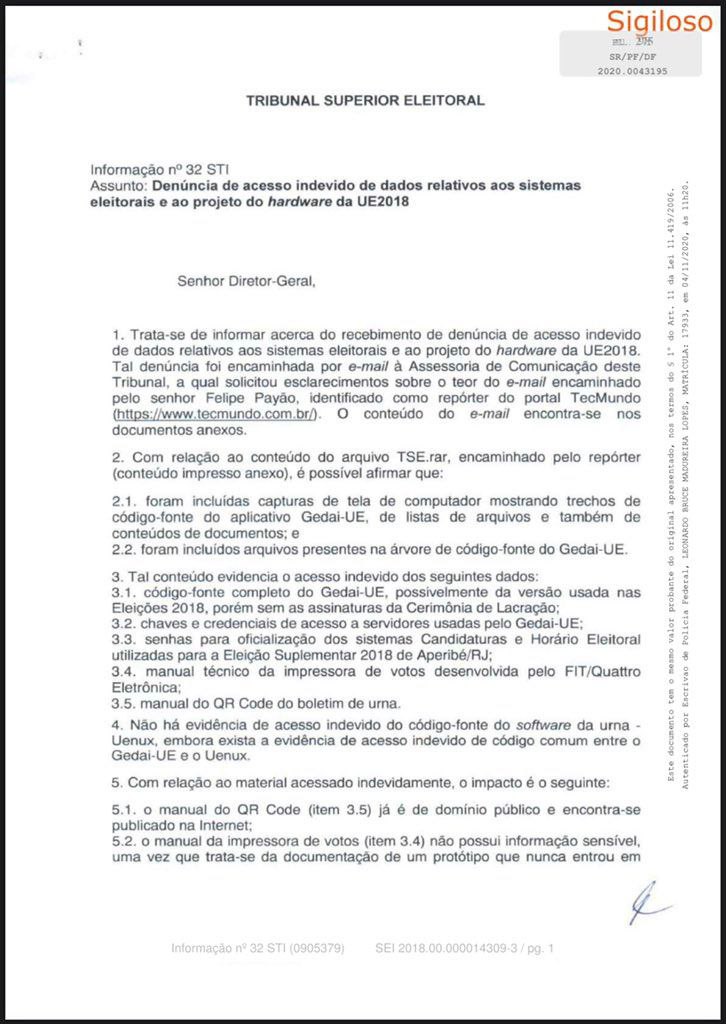 Sigiloso
SR/PF/DF
2020.0043195
TRIBUNAL SUPERIOR ELEITORAL
Informação nº 32 STI
Assunto: Denúncia de acesso indevido de dados relativos aos sistemas
eleitorais e ao projeto do hardware da UE2018
Senhor Diretor-Geral,
1. Trata-se de informar acerca do recebimento de denúncia de acesso indevido
de dados relativos aos sistemas eleitorais e ao projeto do hardware da UE2018.
Tal denúncia foi encaminhada por e-mail à Assessoria de Comunicação deste
Tribunal, a qual solicitou esclarecimentos sobre o teor do e-mail encaminhado
pelo senhor Felipe Payão, identificado como repórter do portal TecMundo
(https://www.tecmundo.com.br/). O conteúdo do e-mail encontra-se nos
documentos anexos.
2. Com relação ao conteúdo do arquivo TSE.rar, encaminhado pelo repórter
(conteúdo impresso anexo), é possível afirmar que:
2.1. foram incluídas capturas de tela de computador mostrando trechos de
código-fonte do aplicativo Gedai-UE, de listas de arquivos e também de
conteúdos de documentos; e
2.2. foram incluídos arquivos presentes na árvore de código-fonte do Gedai-UE.
3. Tal conteúdo evidencia o acesso indevido dos seguintes dados:
3.1. código-fonte completo do Gedai-UE, possivelmente da versão usada nas
Eleições 2018, porém sem as assinaturas da Cerimônia de Lacração;
3.2. chaves e credenciais de acesso a servidores usadas pelo Gedai-UE;
3.3. senhas para oficialização dos sistemas Candidaturas e Horário Eleitoral
utilizadas para a Eleição Suplementar 2018 de Aperibé/RJ;
3.4. manual técnico da impressora de votos desenvolvida pelo FIT/Quattro
Eletrônica;
3.5. manual do QR Code do boletim de urna.
4. Não há evidência de acesso indevido do código-fonte do software da urna -
Uenux, embora exista a evidência de acesso indevido de código comum entre o
Gedai-UE e o Uenux.
5. Com relação ao material acessado indevidamente, o impacto é o seguinte:
5.1. o manual do QR Code (item 3.5) já é de domínio público e encontra-se
publicado na Internet;
5.2. o manual da impressora de votos (item 3.4) não possui informação sensível,
uma vez que trata-se da documentação de um protótipo que nunca entrou em
Informação nº 32 STI (0905379) SEI 2018.00.000014309-3 / pg. 1
Este documento tem o mesmo valor probante do original apresentado, nos termos do § 1° do Art. 11 da Lei 11.419/2006.
Autenticado por Escrivao de Polícia Federal, LEONARDO BRUCE MADUREIRA LOPES, MATRÍCULA: 17933, em 04/11/2020, às 11h20.